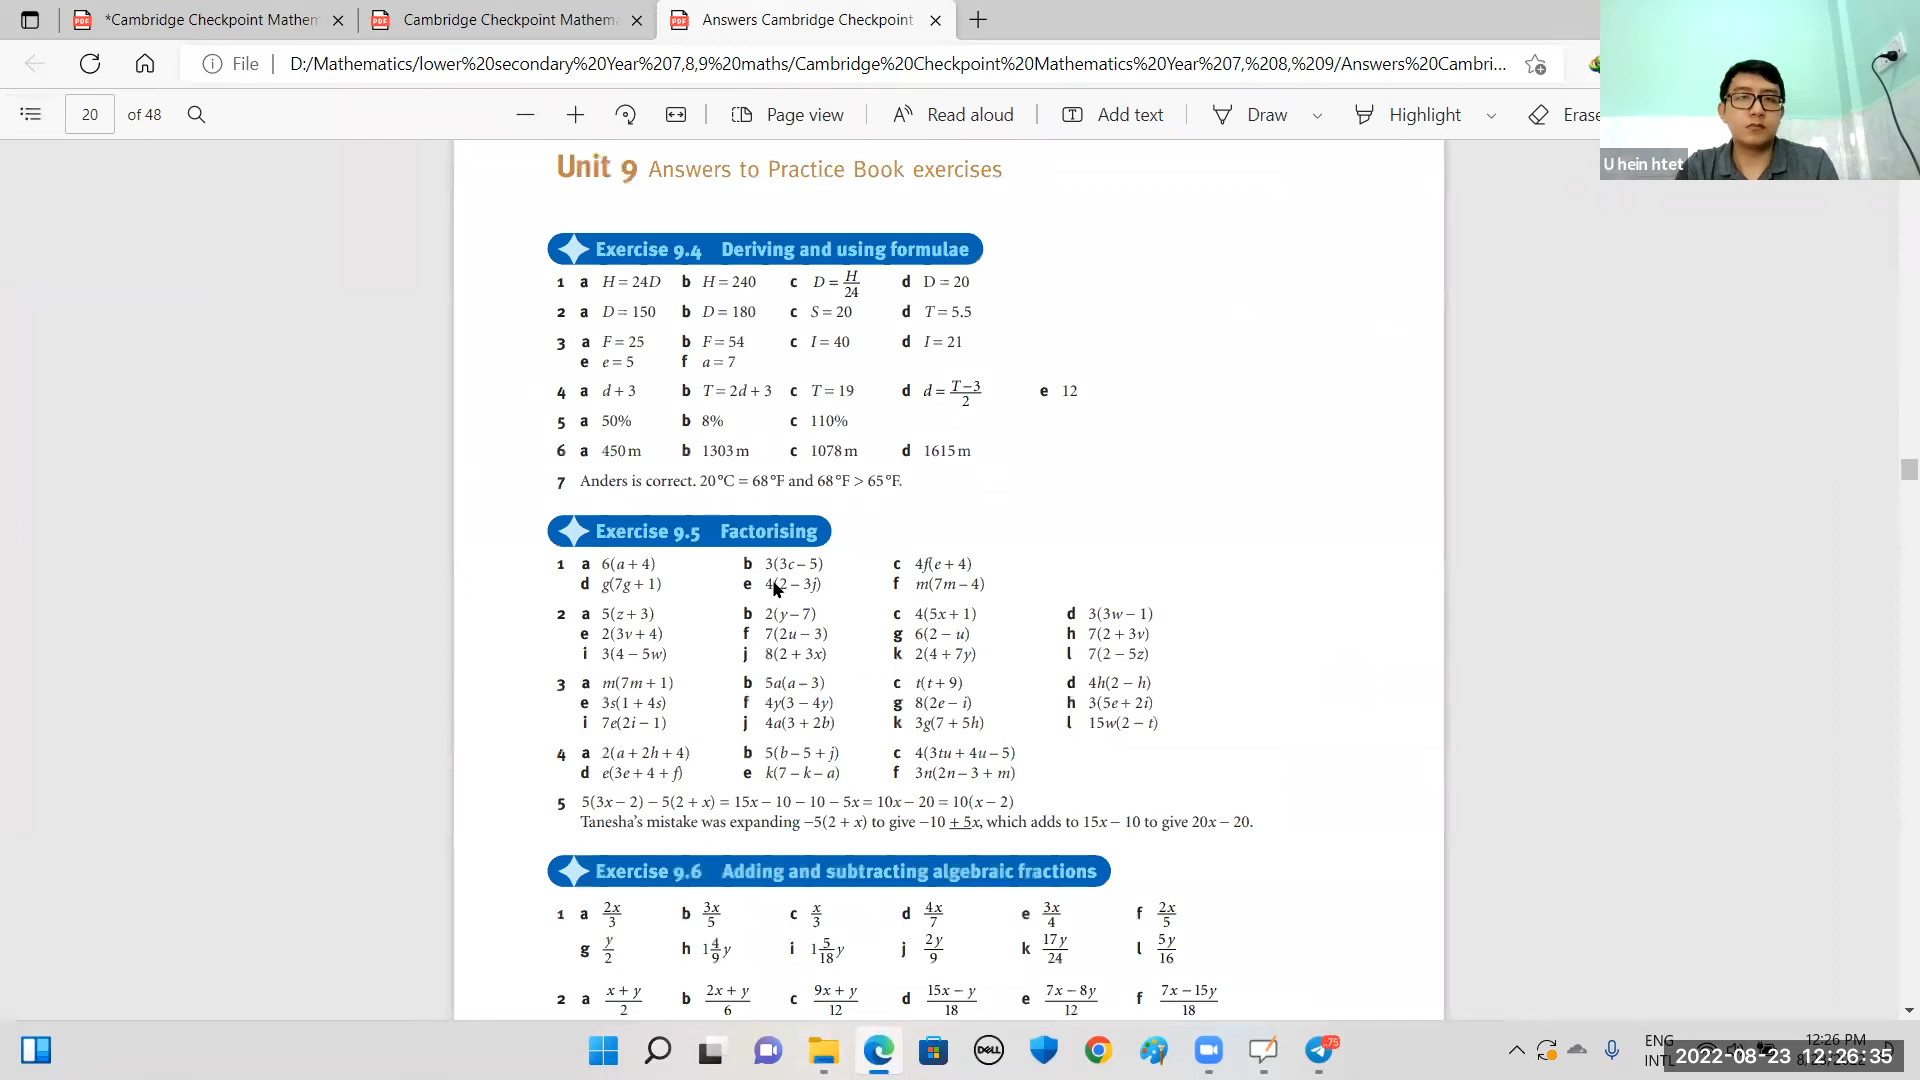 *Cambridge Checkpoint Mathem
Cambridge Checkpoint Mathema
Answers Cambridge Checkpoint
File
D:/Mathematics/lower%20secondary%20Year%207,8,9%20maths/Cambridge%20Checkpoint%20Mathematics%20Year%207,%208,%209/Answers%20Cambri...
20 of 48
Page view
Read aloud
Add text
Draw
Highlight
Erase
U hein htet
Unit 9 Answers to Practice Book exercises
Exercise 9.4 Deriving and using formulae
1 a H = 24D b H = 240 c D = H/24 d D = 20
2 a D = 150 b D = 180 c S = 20 d T = 5.5
3 a F = 25 b F = 54 c I = 40 d I = 21
e e = 5 f a = 7
4 a d + 3 b T = 2d + 3 c T = 19 d d = T−3/2 e 12
5 a 50% b 8% c 110%
6 a 450 m b 1303 m c 1078 m d 1615 m
7 Anders is correct. 20 °C = 68 °F and 68 °F > 65 °F.
Exercise 9.5 Factorising
1 a 6(a + 4) b 3(3c − 5) c 4f(e + 4)
d g(7g + 1) e 4(2 − 3j) f m(7m − 4)
2 a 5(z + 3) b 2(y − 7) c 4(5x + 1) d 3(3w − 1)
e 2(3v + 4) f 7(2u − 3) g 6(2 − u) h 7(2 + 3v)
i 3(4 − 5w) j 8(2 + 3x) k 2(4 + 7y) l 7(2 − 5z)
3 a m(7m + 1) b 5a(a − 3) c t(t + 9) d 4h(2 − h)
e 3s(1 + 4s) f 4y(3 − 4y) g 8(2e − i) h 3(5e + 2i)
i 7e(2i − 1) j 4a(3 + 2b) k 3g(7 + 5h) l 15w(2 − t)
4 a 2(a + 2h + 4) b 5(b − 5 + j) c 4(3tu + 4u − 5)
d e(3e + 4 + f) e k(7 − k − a) f 3n(2n − 3 + m)
5 5(3x − 2) − 5(2 + x) = 15x − 10 − 10 − 5x = 10x − 20 = 10(x − 2)
Tanesha's mistake was expanding −5(2 + x) to give −10 + 5x, which adds to 15x − 10 to give 20x − 20.
Exercise 9.6 Adding and subtracting algebraic fractions
1 a 2x/3 b 3x/5 c x/3 d 4x/7 e 3x/4 f 2x/5
g y/2 h 1 4/9 y i 1 5/18 y j 2y/9 k 17y/24 l 5y/16
2 a x + y/2 b 2x + y/6 c 9x + y/12 d 15x − y/18 e 7x − 8y/12 f 7x − 15y/18
DELL
75
ENG
INTL
12:26 PM
2022-08-23 12:26:35